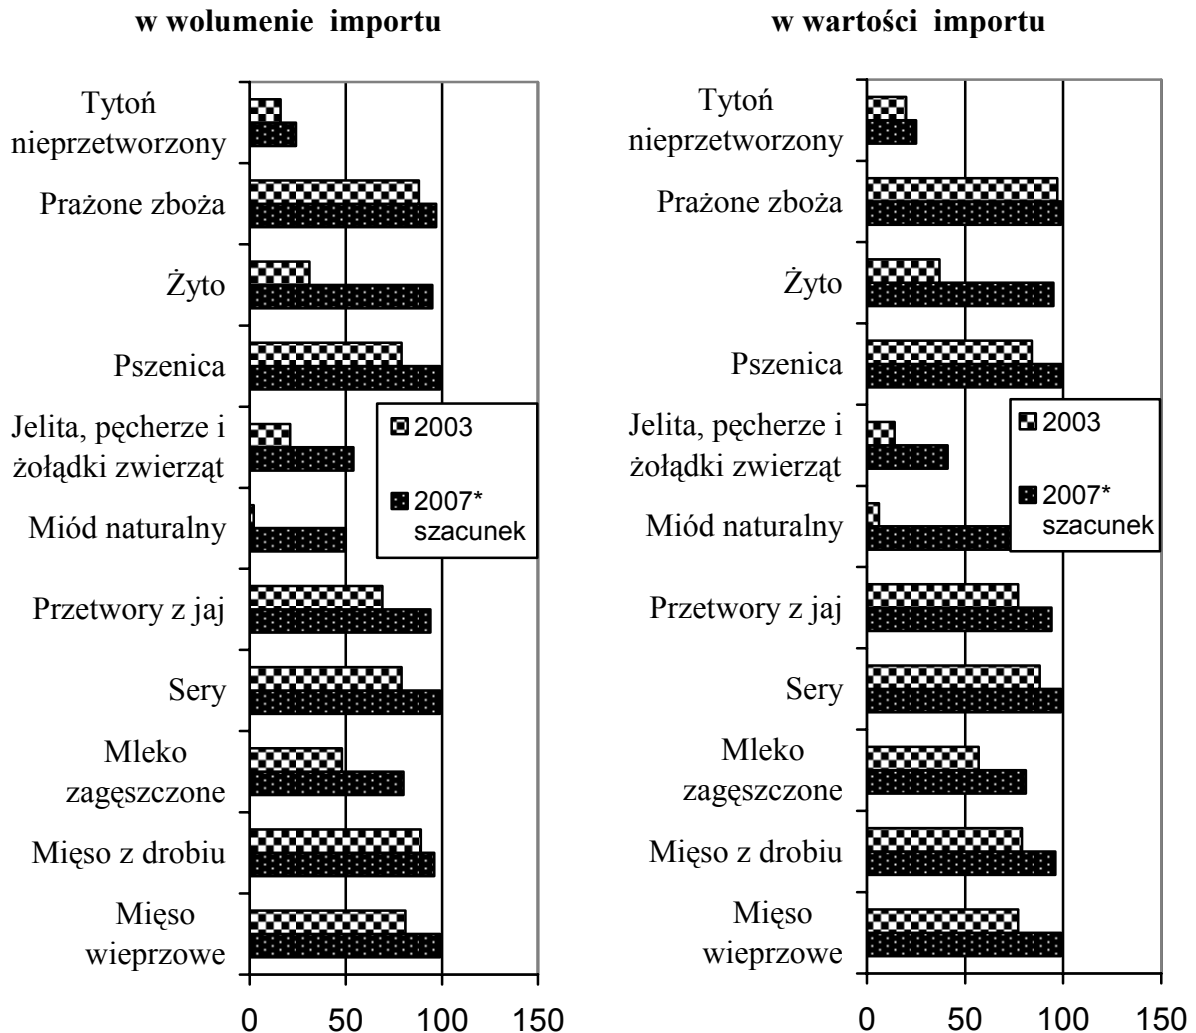 w wolumenie importu
Tytoń
nieprzetworzony
Prażone zboża
Żyto
Pszenica
Jelita, pęcherze i
żołądki zwierząt
Miód naturalny
Przetwory z jaj
Sery
Mleko
zagęszczone
Mięso z drobiu
Mięso
wieprzowe
2003
2007*
szacunek
0 50 100 150
w wartości importu
Tytoń
nieprzetworzony
Prażone zboża
Żyto
Pszenica
Jelita, pęcherze i
żołądki zwierząt
Miód naturalny
Przetwory z jaj
Sery
Mleko
zagęszczone
Mięso z drobiu
Mięso
wieprzowe
2003
2007*
szacunek
0 50 100 150